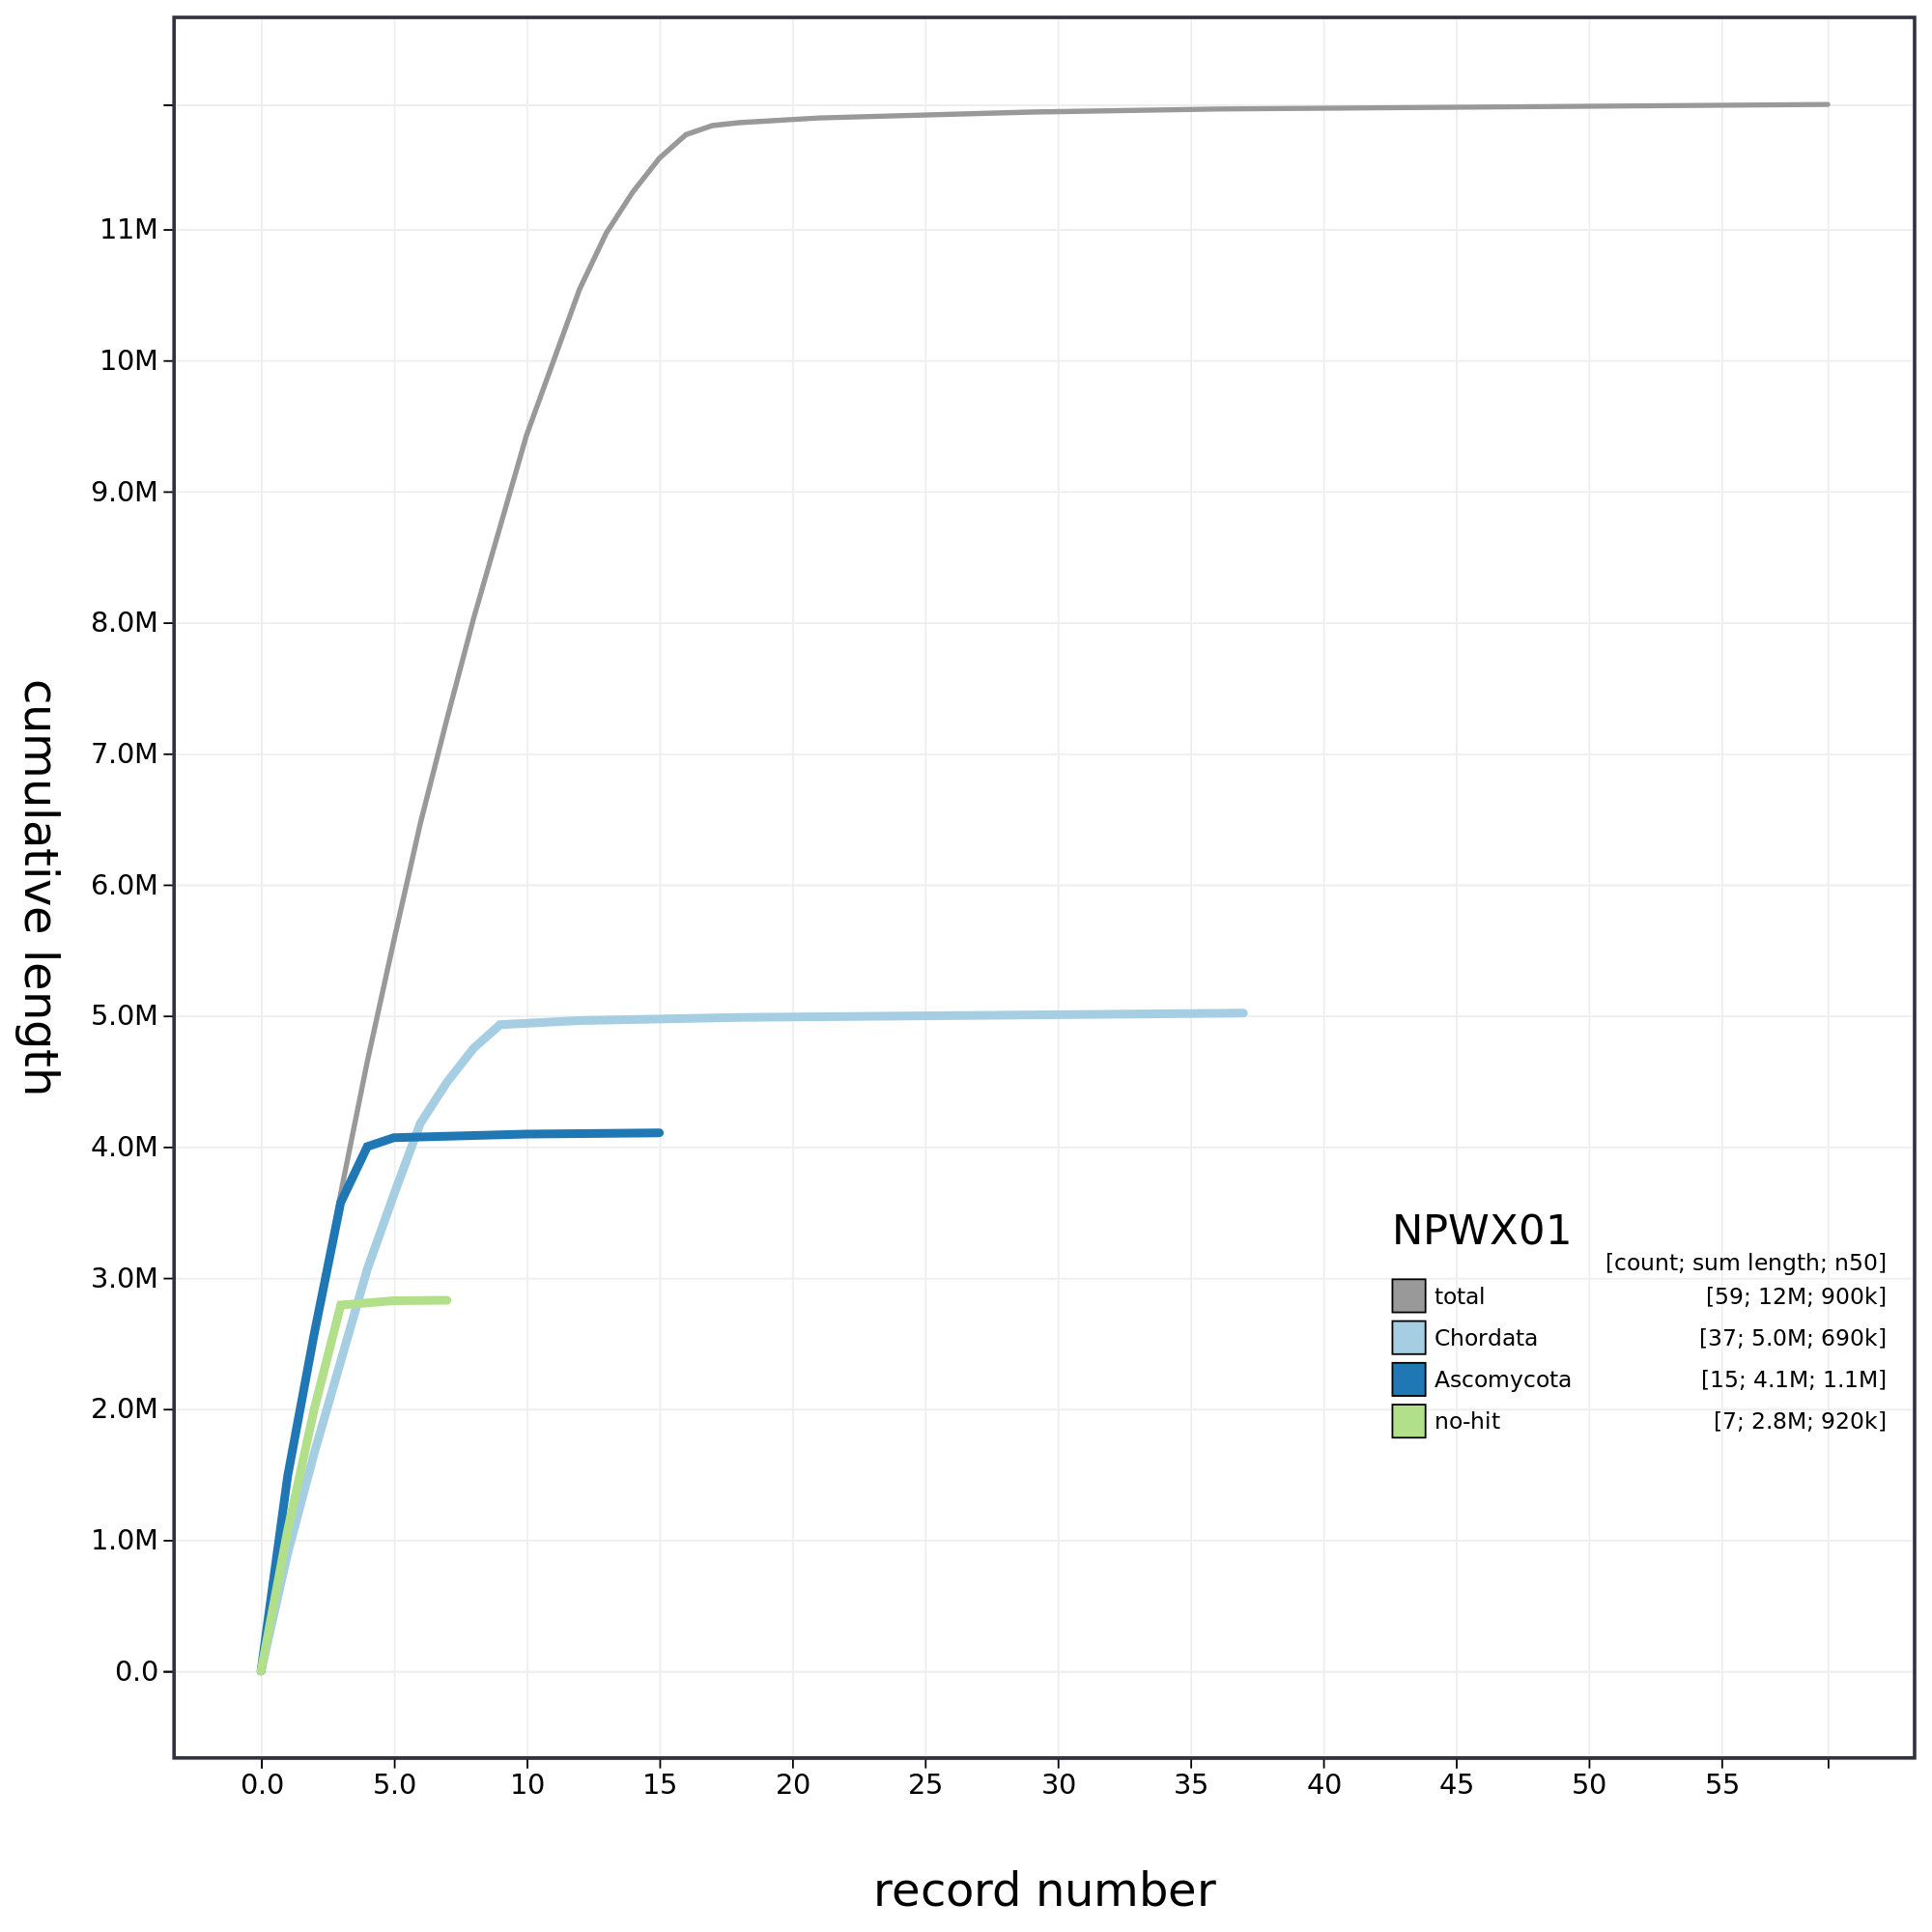 11M
10M
9.0M
8.0M
7.0M
6.0M
5.0M
4.0M
3.0M
2.0M
1.0M
0.0
cumulative length
NPWX01
[count; sum length; n50]
total [59; 12M; 900k]
Chordata [37; 5.0M; 690k]
Ascomycota [15; 4.1M; 1.1M]
no-hit [7; 2.8M; 920k]
0.0 5.0 10 15 20 25 30 35 40 45 50 55
record number